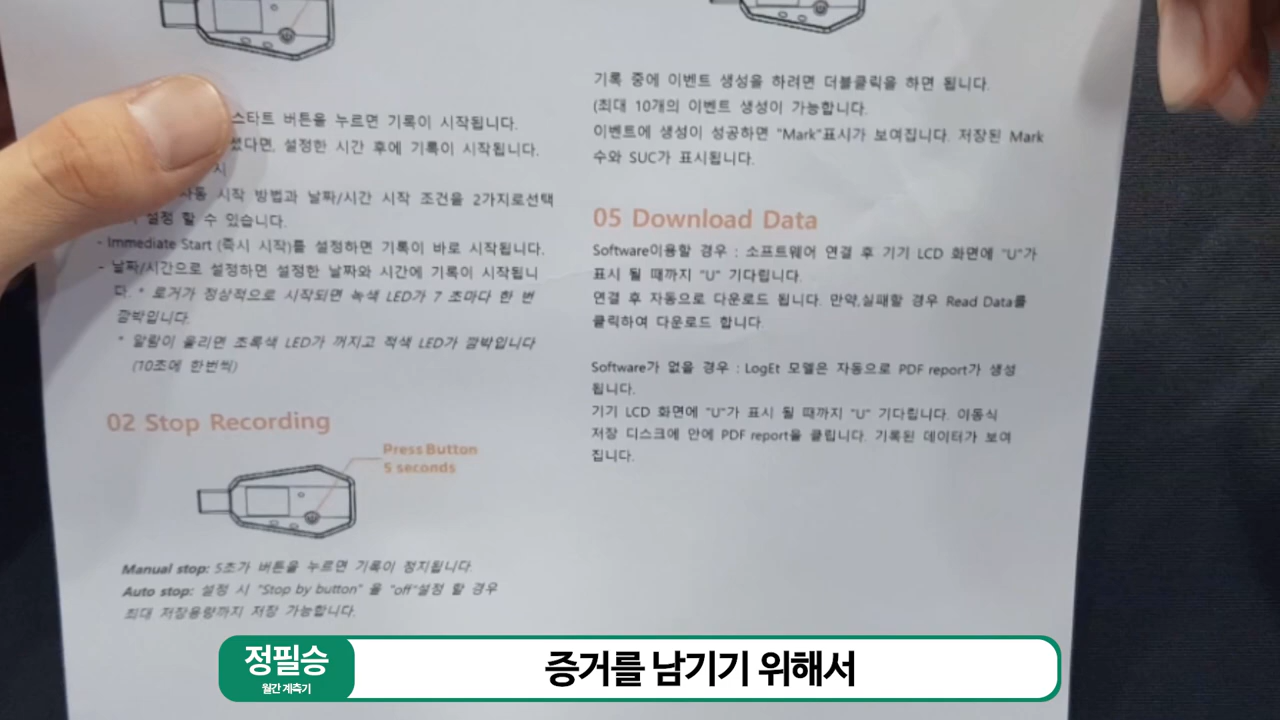 스타트 버튼을 누르면 기록이 시작됩니다.
했다면, 설정한 시간 후에 기록이 시작됩니다.
시
자동 시작 방법과 날짜/시간 시작 조건을 2가지로선택
설정 할 수 있습니다.
- Immediate Start (즉시 시작)를 설정하면 기록이 바로 시작됩니다.
- 날짜/시간으로 설정하면 설정한 날짜와 시간에 기록이 시작됩니
다. * 로거가 정상적으로 시작되면 녹색 LED가 7 초마다 한 번
깜박입니다.
* 알람이 울리면 초록색 LED가 꺼지고 적색 LED가 깜박입니다
(10초에 한번씩)
02 Stop Recording
Press Button
5 seconds
Manual stop: 5초가 버튼을 누르면 기록이 정지됩니다.
Auto stop: 설정 시 "Stop by button" 을 "off"설정 할 경우
최대 저장용량까지 저장 가능합니다.
기록 중에 이벤트 생성을 하려면 더블클릭을 하면 됩니다.
(최대 10개의 이벤트 생성이 가능합니다.
이벤트에 생성이 성공하면 "Mark"표시가 보여집니다. 저장된 Mark
수와 SUC가 표시됩니다.
05 Download Data
Software이용할 경우 : 소프트웨어 연결 후 기기 LCD 화면에 "U"가
표시 될 때까지 "U" 기다립니다.
연결 후 자동으로 다운로드 됩니다. 만약,실패할 경우 Read Data를
클릭하여 다운로드 합니다.
Software가 없을 경우 : LogEt 모델은 자동으로 PDF report가 생성
됩니다.
기기 LCD 화면에 "U"가 표시 될 때까지 "U" 기다립니다. 이동식
저장 디스크에 안에 PDF report을 클립니다. 기록된 데이터가 보여
집니다.
정필승
월간 계측기
증거를 남기기 위해서